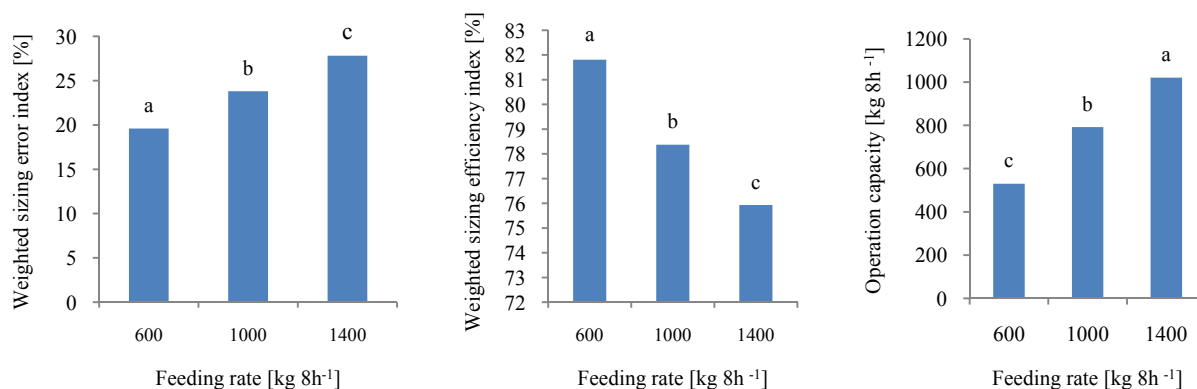 Weighted sizing error index [%]
30
25
20
15
10
5
0
a
b
c
600 1000 1400
Feeding rate [kg 8h-1]
Weighted sizing efficiency index [%]
83
82
81
80
79
78
77
76
75
74
73
72
a
b
c
600 1000 1400
Feeding rate [kg 8h-1]
Operation capacity [kg 8h -1]
1200
1000
800
600
400
200
0
c
b
a
600 1000 1400
Feeding rate [kg 8h -1]